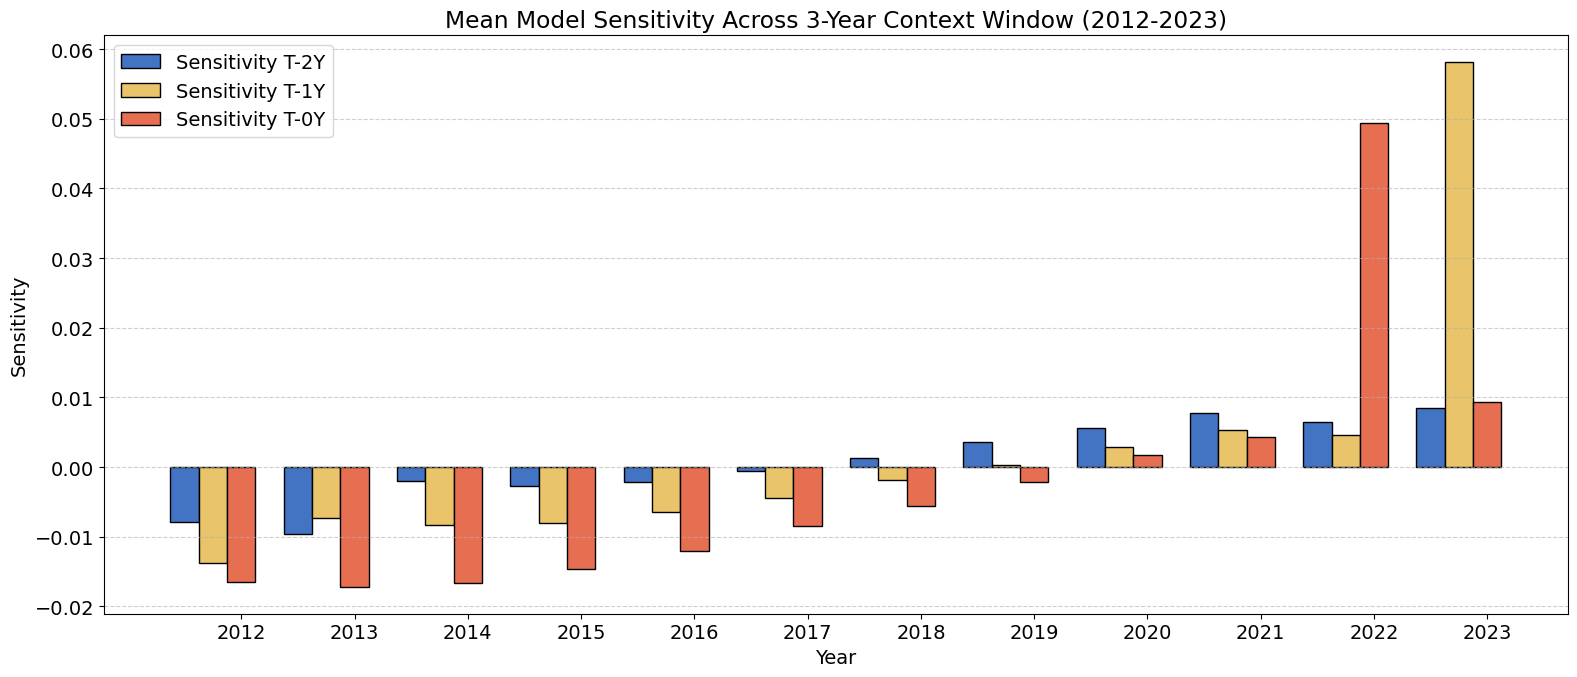 Mean Model Sensitivity Across 3-Year Context Window (2012-2023)
Sensitivity T-2Y
Sensitivity T-1Y
Sensitivity T-0Y
0.06
0.05
0.04
0.03
0.02
0.01
0.00
−0.01
−0.02
Sensitivity
2012 2013 2014 2015 2016 2017 2018 2019 2020 2021 2022 2023
Year